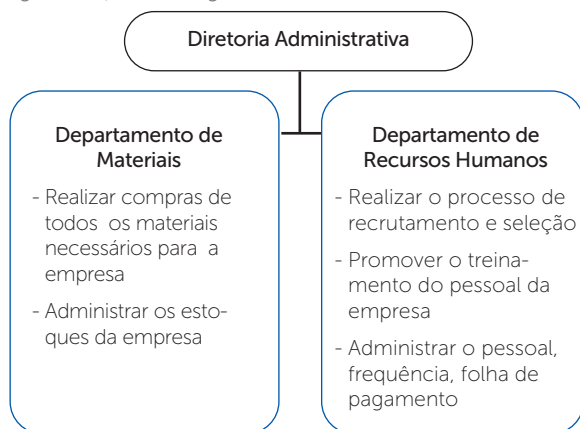 Diretoria Administrativa
Departamento de
Materiais
- Realizar compras de
todos os materiais
necessários para a
empresa
- Administrar os esto-
ques da empresa
Departamento de
Recursos Humanos
- Realizar o processo de
recrutamento e seleção
- Promover o treina-
mento do pessoal da
empresa
- Administrar o pessoal,
frequência, folha de
pagamento